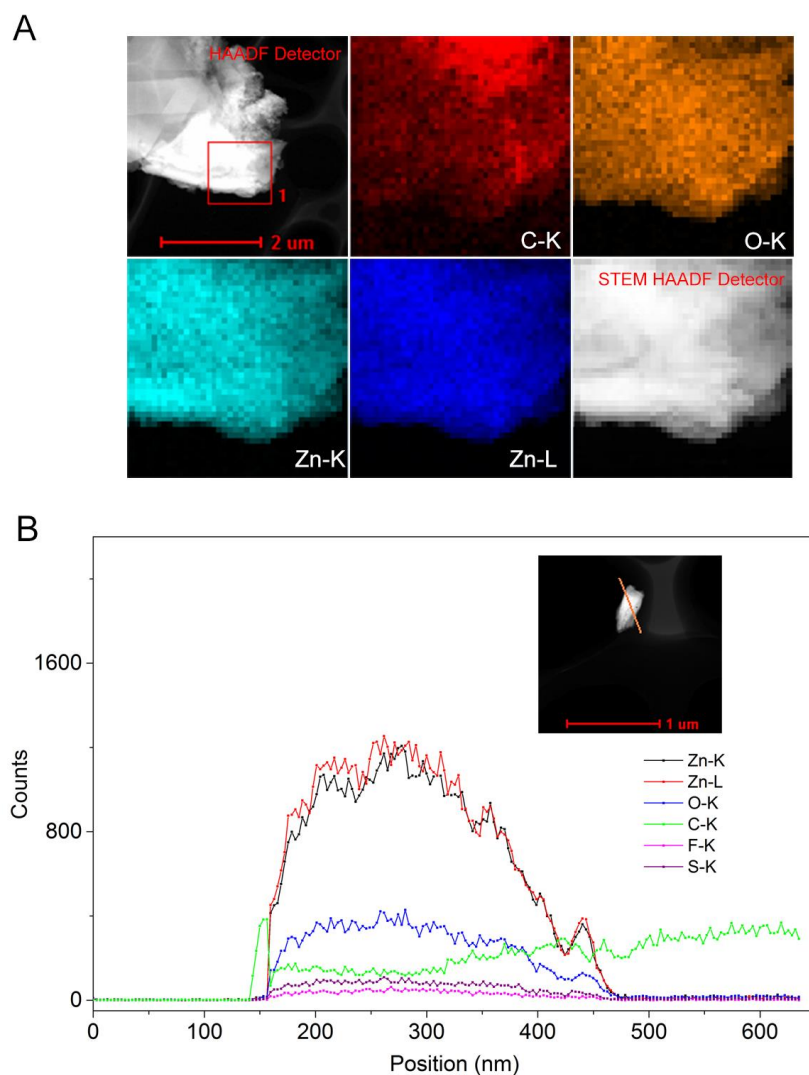 A
HAADF Detector
1
2 um
C-K
O-K
Zn-K
Zn-L
STEM HAADF Detector
B
1600
800
0
Counts
1 um
Zn-K
Zn-L
O-K
C-K
F-K
S-K
0 100 200 300 400 500 600
Position (nm)